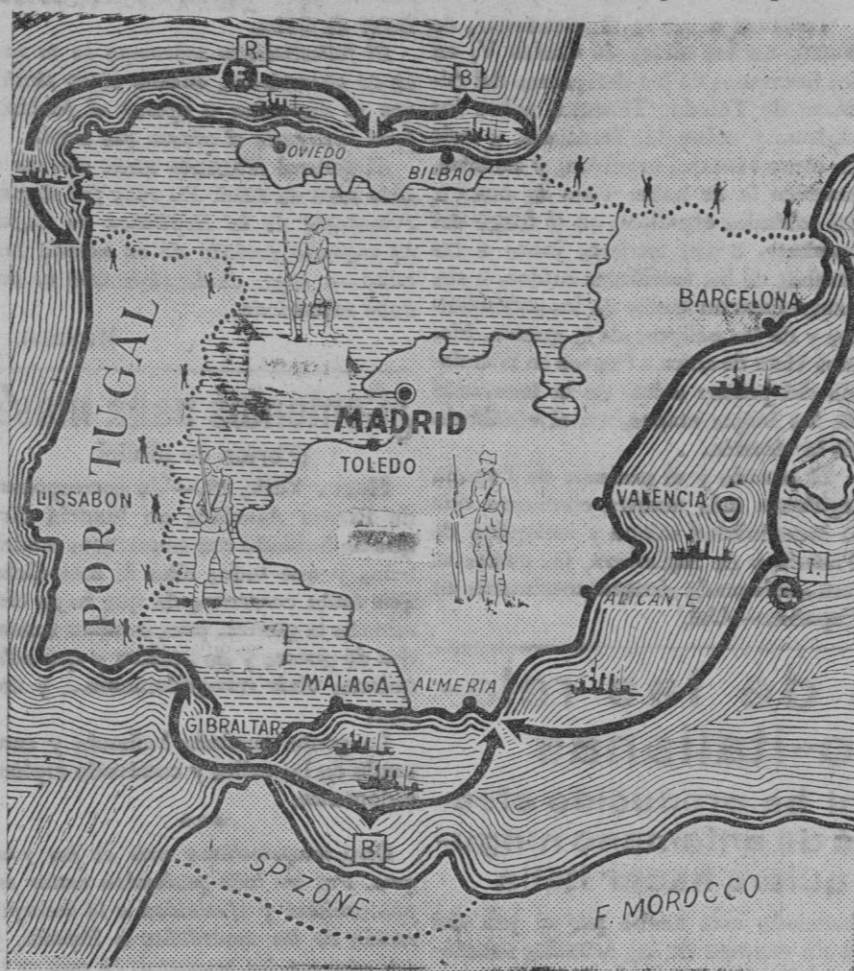 R.
F.
B.
OVIEDO
BILBAO
BARCELONA
MADRID
TOLEDO
PORTUGAL
LISSABON
VALENCIA
I.
G.
ALICANTE
MALAGA
ALMERIA
GIBRALTAR
B.
SP. ZONE
F. MOROCCO